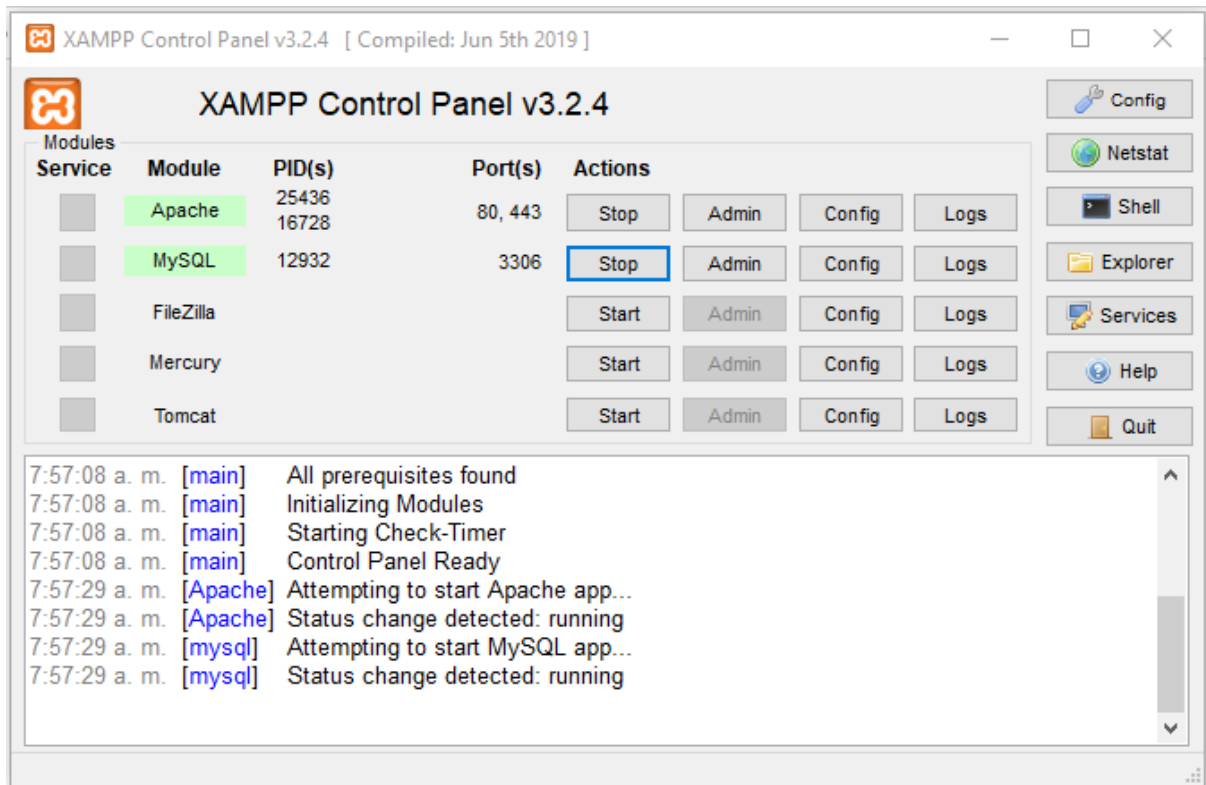 XAMPP Control Panel v3.2.4 [ Compiled: Jun 5th 2019 ]
XAMPP Control Panel v3.2.4
Config
Modules
Service Module PID(s) Port(s) Actions
Netstat
Apache 25436 16728 80, 443 Stop Admin Config Logs
Shell
MySQL 12932 3306 Stop Admin Config Logs
Explorer
FileZilla Start Admin Config Logs
Services
Mercury Start Admin Config Logs
Help
Tomcat Start Admin Config Logs
Quit
7:57:08 a. m. [main] All prerequisites found
7:57:08 a. m. [main] Initializing Modules
7:57:08 a. m. [main] Starting Check-Timer
7:57:08 a. m. [main] Control Panel Ready
7:57:29 a. m. [Apache] Attempting to start Apache app...
7:57:29 a. m. [Apache] Status change detected: running
7:57:29 a. m. [mysql] Attempting to start MySQL app...
7:57:29 a. m. [mysql] Status change detected: running